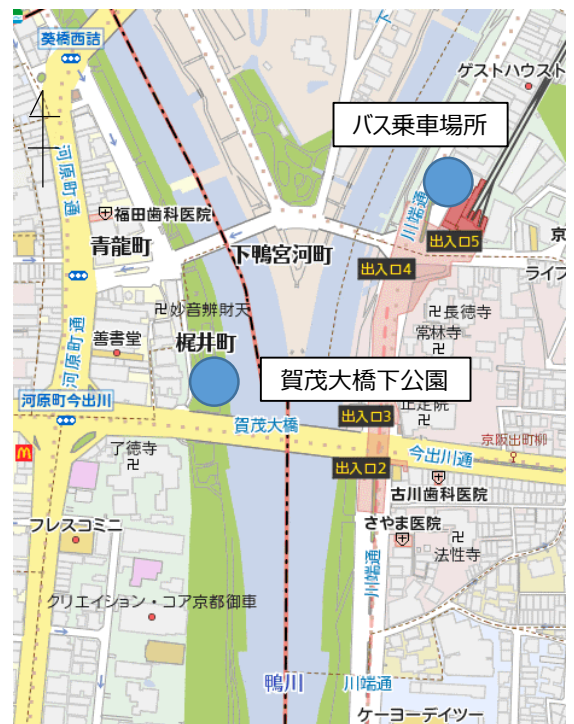 葵橋西詰
下
ゲストハウスト
バス乗車場所
河原町通
川端通
福田歯科医院
青龍町
下鴨宮河町
出入口5
京
出入口4
ライフ
長徳寺
妙音辨財天
常林寺
善書堂
梶井町
河原町通
賀茂大橋下公園
河原町今出川
出入口3
正定院
賀茂大橋
京阪出町柳
今出川通
了徳寺
出入口2
古川歯科医院
フレスコミニ
さやま医院
法性寺
川端通
クリエイション・コア京都御車
鴨川
川端通
ケーヨーデイツー